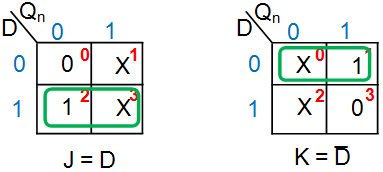 Qn Qn
D 0 1 D 0 1
0 0 0 X 1 0 X 0 1 1
1 1 2 X 3 1 X 2 0 3
J = D K = D̅